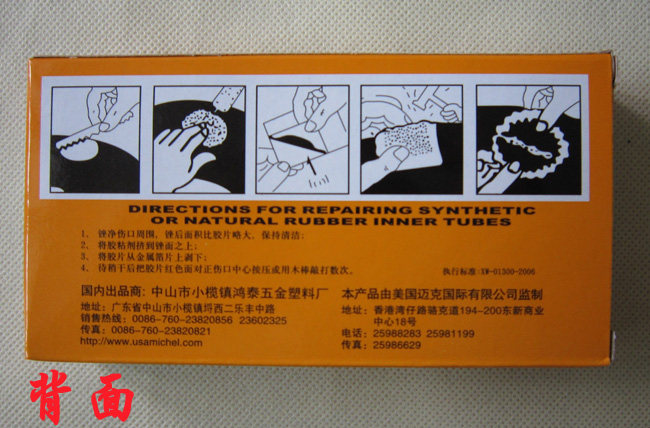 DIRECTIONS FOR REPAIRING SYNTHETIC
OR NATURAL RUBBER INNER TUBES
1、 锉净伤口周围，锉后面积比胶片略大，保持清洁；
2、 将胶粘剂挤到锉面之上；
3、 将胶片从金属箔片上剥下；
4、 待稍干后把胶片红色面对正伤口中心按压或用木棒敲打数次。
执行标准：XW-01500-2006
国内出品商：中山市小榄镇鸿泰五金塑料厂
地址：广东省中山市小榄镇埒西二乐丰中路
销售热线：0086-760-23820856 23602325
传真：0086-760-23820821
http://www.usamichel.com
本产品由美国迈克国际有限公司监制
地址：香港湾仔路骆克道194-200东新商业
中心18号
电话：25988283 25981199
传真：25986629
背面